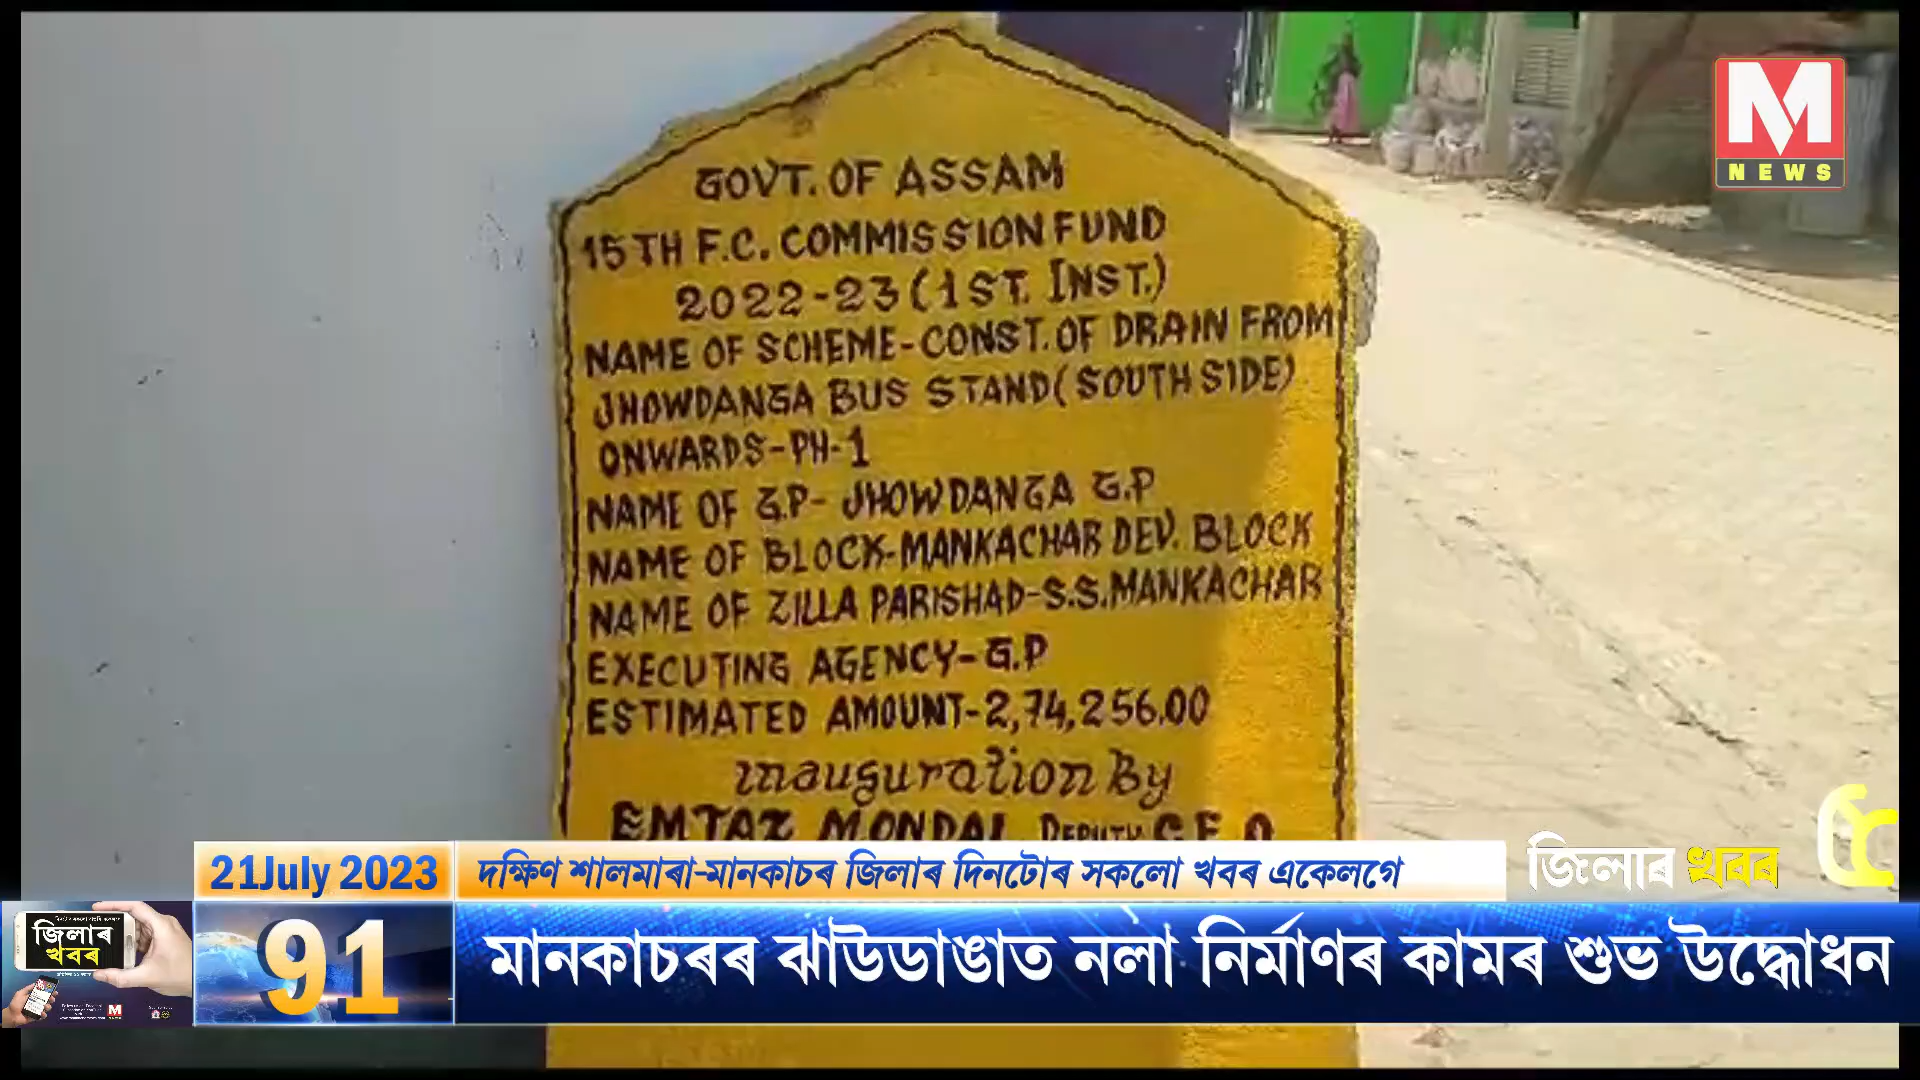 GOVT. OF ASSAM
15TH F.C. COMMISSION FUND
2022-23 (1ST. INST.)
NAME OF SCHEME-CONST. OF DRAIN FROM
JHOWDANGA BUS STAND (SOUTH SIDE)
ONWARDS-PH-1
NAME OF G.P- JHOWDANGA G.P
NAME OF BLOCK-MANKACHAR DEV. BLOCK
NAME OF ZILLA PARISHAD-S.S.MANKACHAR
EXECUTING AGENCY-G.P
ESTIMATED AMOUNT-2,74,256.00
inauguration By
EMTAZ MONDAL DEPUTY C.E.O
M
NEWS
21July 2023
দক্ষিণ শালমাৰা-মানকাচৰ জিলাৰ দিনটোৰ সকলো খবৰ একেলগে
জিলাৰ খবৰ
জিলাৰ
খবৰ
91
মানকাচৰৰ ঝাউডাঙাত নলা নিৰ্মাণৰ কামৰ শুভ উদ্ধোধন